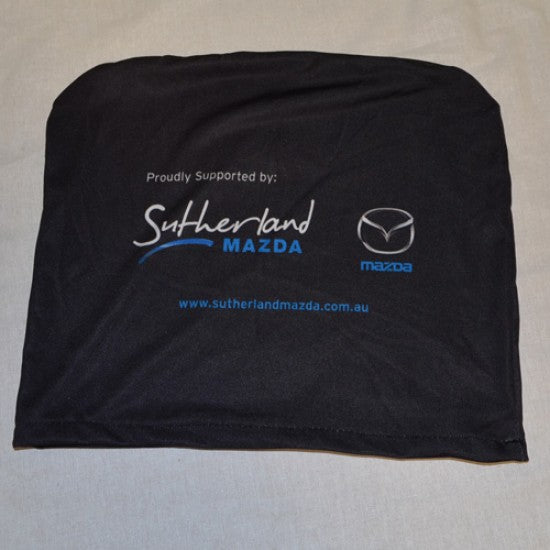 Proudly Supported by:
Sutherland
MAZDA
mazda
www.sutherlandmazda.com.au